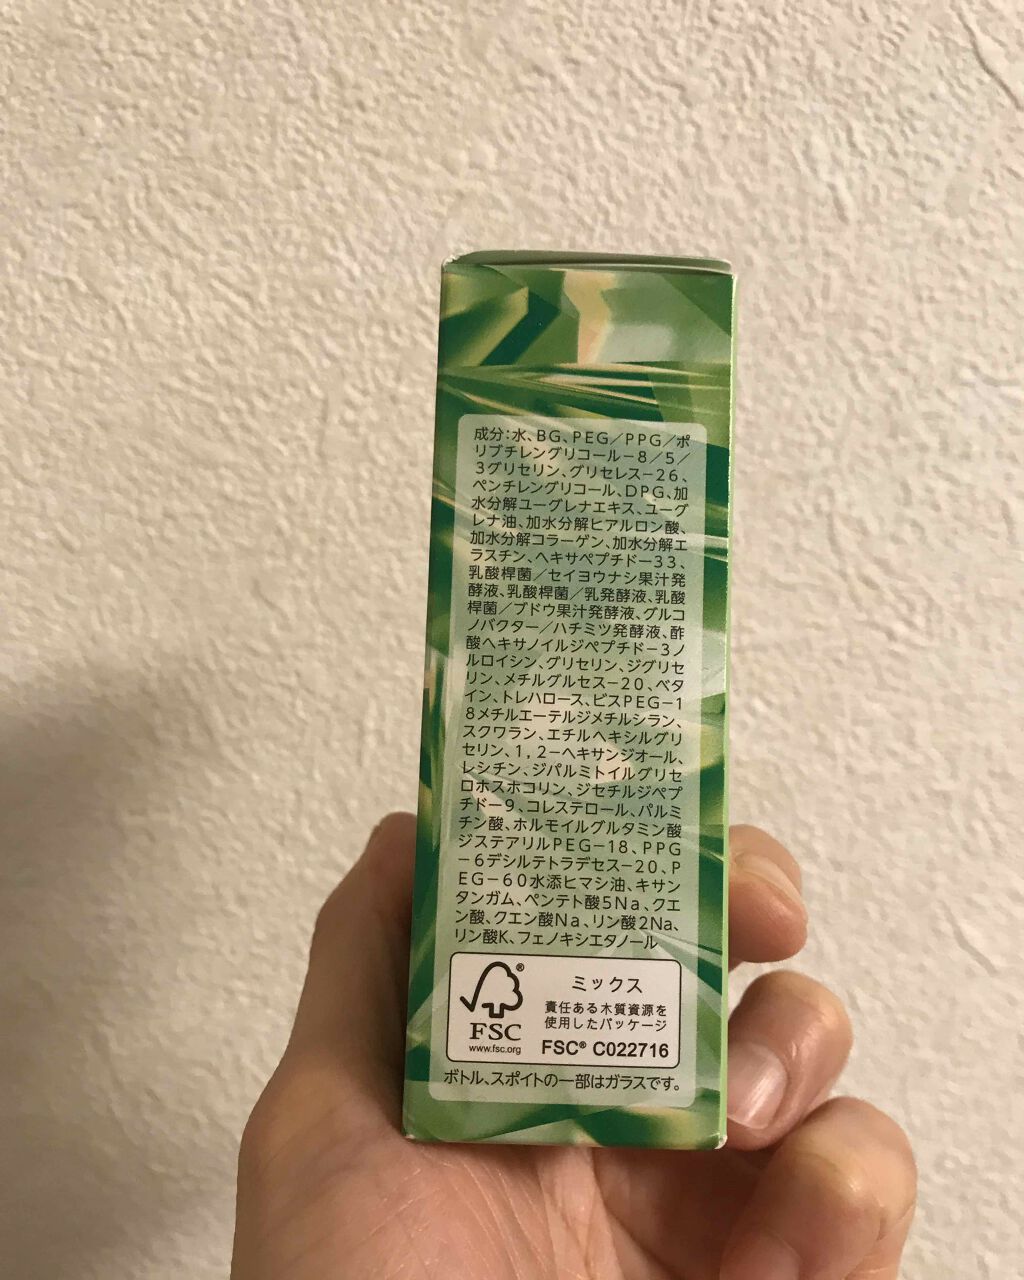 成分:水、BG、PEG/PPG/ポ
リブチレングリコール-8/5/
3グリセリン、グリセレス-26、
ペンチレングリコール、DPG、加
水分解ユーグレナエキス、ユーグ
レナ油、加水分解ヒアルロン酸、
加水分解コラーゲン、加水分解エ
ラスチン、ヘキサペプチド-33、
乳酸桿菌/セイヨウナシ果汁発
酵液、乳酸桿菌/乳発酵液、乳酸
桿菌/ブドウ果汁発酵液、グルコ
ノバクター/ハチミツ発酵液、酢
酸ヘキサノイルジペプチド-3ノ
ルロイシン、グリセリン、ジグリセ
リン、メチルグルセス-20、ベタ
イン、トレハロース、ビスPEG-1
8メチルエーテルジメチルシラン、
スクワラン、エチルヘキシルグリ
セリン、1,2-ヘキサンジオール、
レシチン、ジパルミトイルグリセ
ロホスホコリン、ジセチルジペプ
チド-9、コレステロール、パルミ
チン酸、ホルモイルグルタミン酸
ジステアリルPEG-18、PPG
-6デシルテトラデセス-20、P
EG-60水添ヒマシ油、キサン
タンガム、ペンテト酸5Na、クエ
ン酸、クエン酸Na、リン酸2Na、
リン酸K、フェノキシエタノール
®
FSC
www.fsc.org
ミックス
責任ある木質資源を
使用したパッケージ
FSC® C022716
ボトル、スポイトの一部はガラスです。